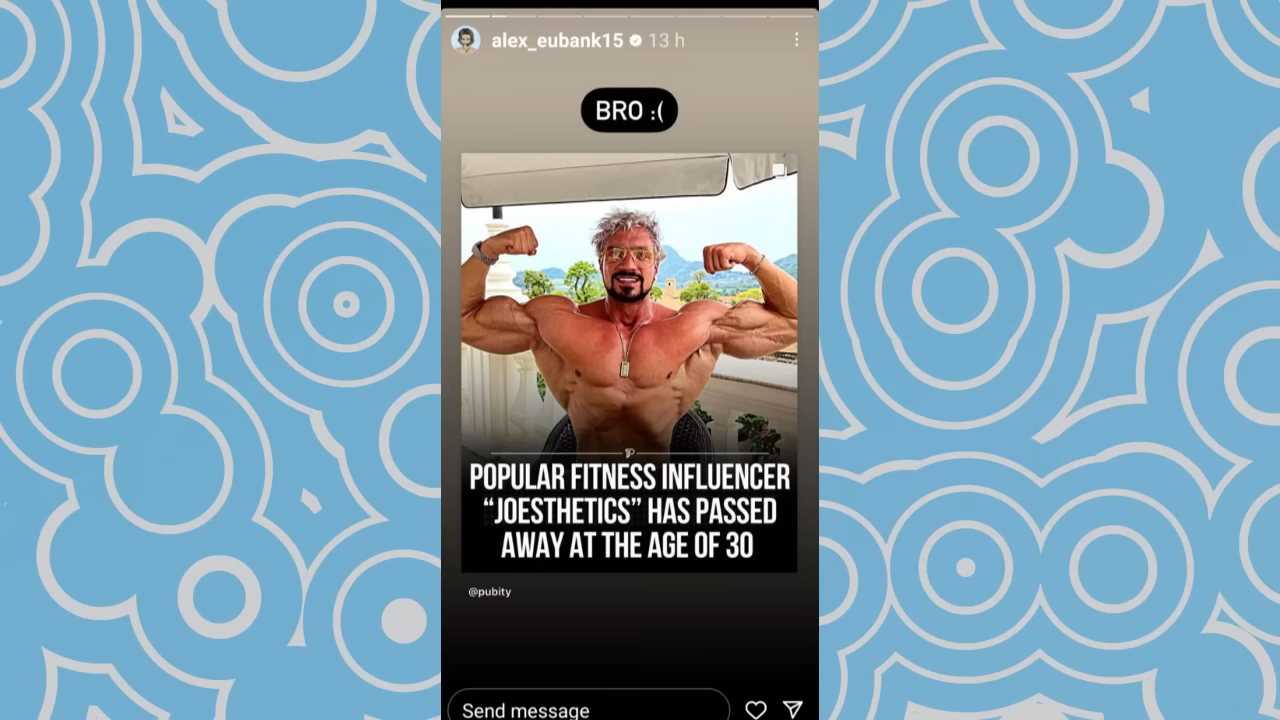 alex_eubank15 13 h
BRO :(
POPULAR FITNESS INFLUENCER
“JOESTHETICS” HAS PASSED
AWAY AT THE AGE OF 30
@pubity
Send message